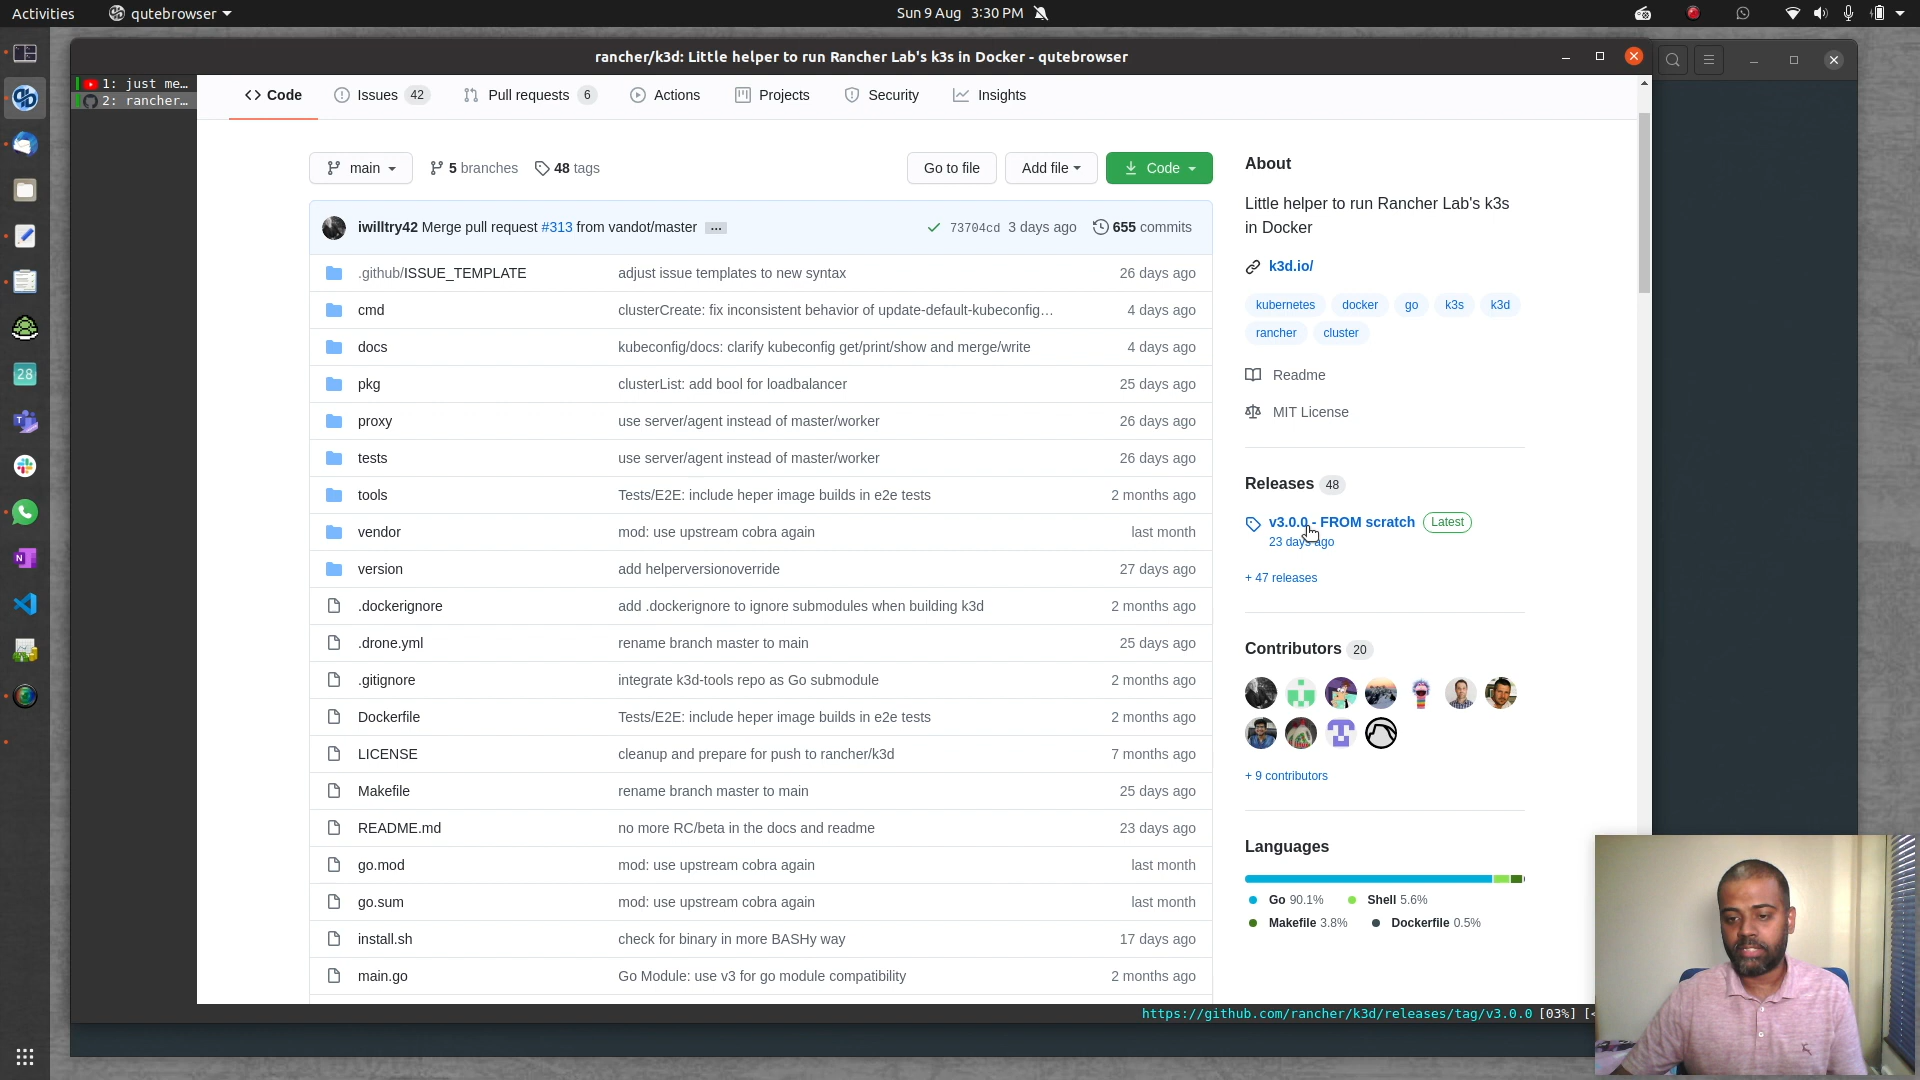 Activities
qutebrowser
Sun 9 Aug 3:30 PM
rancher/k3d: Little helper to run Rancher Lab's k3s in Docker - qutebrowser
1: just me…
2: rancher…
Code
Issues 42
Pull requests 6
Actions
Projects
Security
Insights
main
5 branches
48 tags
Go to file
Add file
Code
iwilltry42 Merge pull request #313 from vandot/master ...
73704cd 3 days ago
655 commits
.github/ISSUE_TEMPLATE adjust issue templates to new syntax 26 days ago
cmd clusterCreate: fix inconsistent behavior of update-default-kubeconfig… 4 days ago
docs kubeconfig/docs: clarify kubeconfig get/print/show and merge/write 4 days ago
pkg clusterList: add bool for loadbalancer 25 days ago
proxy use server/agent instead of master/worker 26 days ago
tests use server/agent instead of master/worker 26 days ago
tools Tests/E2E: include heper image builds in e2e tests 2 months ago
vendor mod: use upstream cobra again last month
version add helperversionoverride 27 days ago
.dockerignore add .dockerignore to ignore submodules when building k3d 2 months ago
.drone.yml rename branch master to main 25 days ago
.gitignore integrate k3d-tools repo as Go submodule 2 months ago
Dockerfile Tests/E2E: include heper image builds in e2e tests 2 months ago
LICENSE cleanup and prepare for push to rancher/k3d 7 months ago
Makefile rename branch master to main 25 days ago
README.md no more RC/beta in the docs and readme 23 days ago
go.mod mod: use upstream cobra again last month
go.sum mod: use upstream cobra again last month
install.sh check for binary in more BASHy way 17 days ago
main.go Go Module: use v3 for go module compatibility 2 months ago
About
Little helper to run Rancher Lab's k3s
in Docker
k3d.io/
kubernetes docker go k3s k3d
rancher cluster
Readme
MIT License
Releases 48
v3.0.0 - FROM scratch Latest
23 days ago
+ 47 releases
Contributors 20
+ 9 contributors
Languages
Go 90.1% Shell 5.6%
Makefile 3.8% Dockerfile 0.5%
28
N
https://github.com/rancher/k3d/releases/tag/v3.0.0 [03%] [<